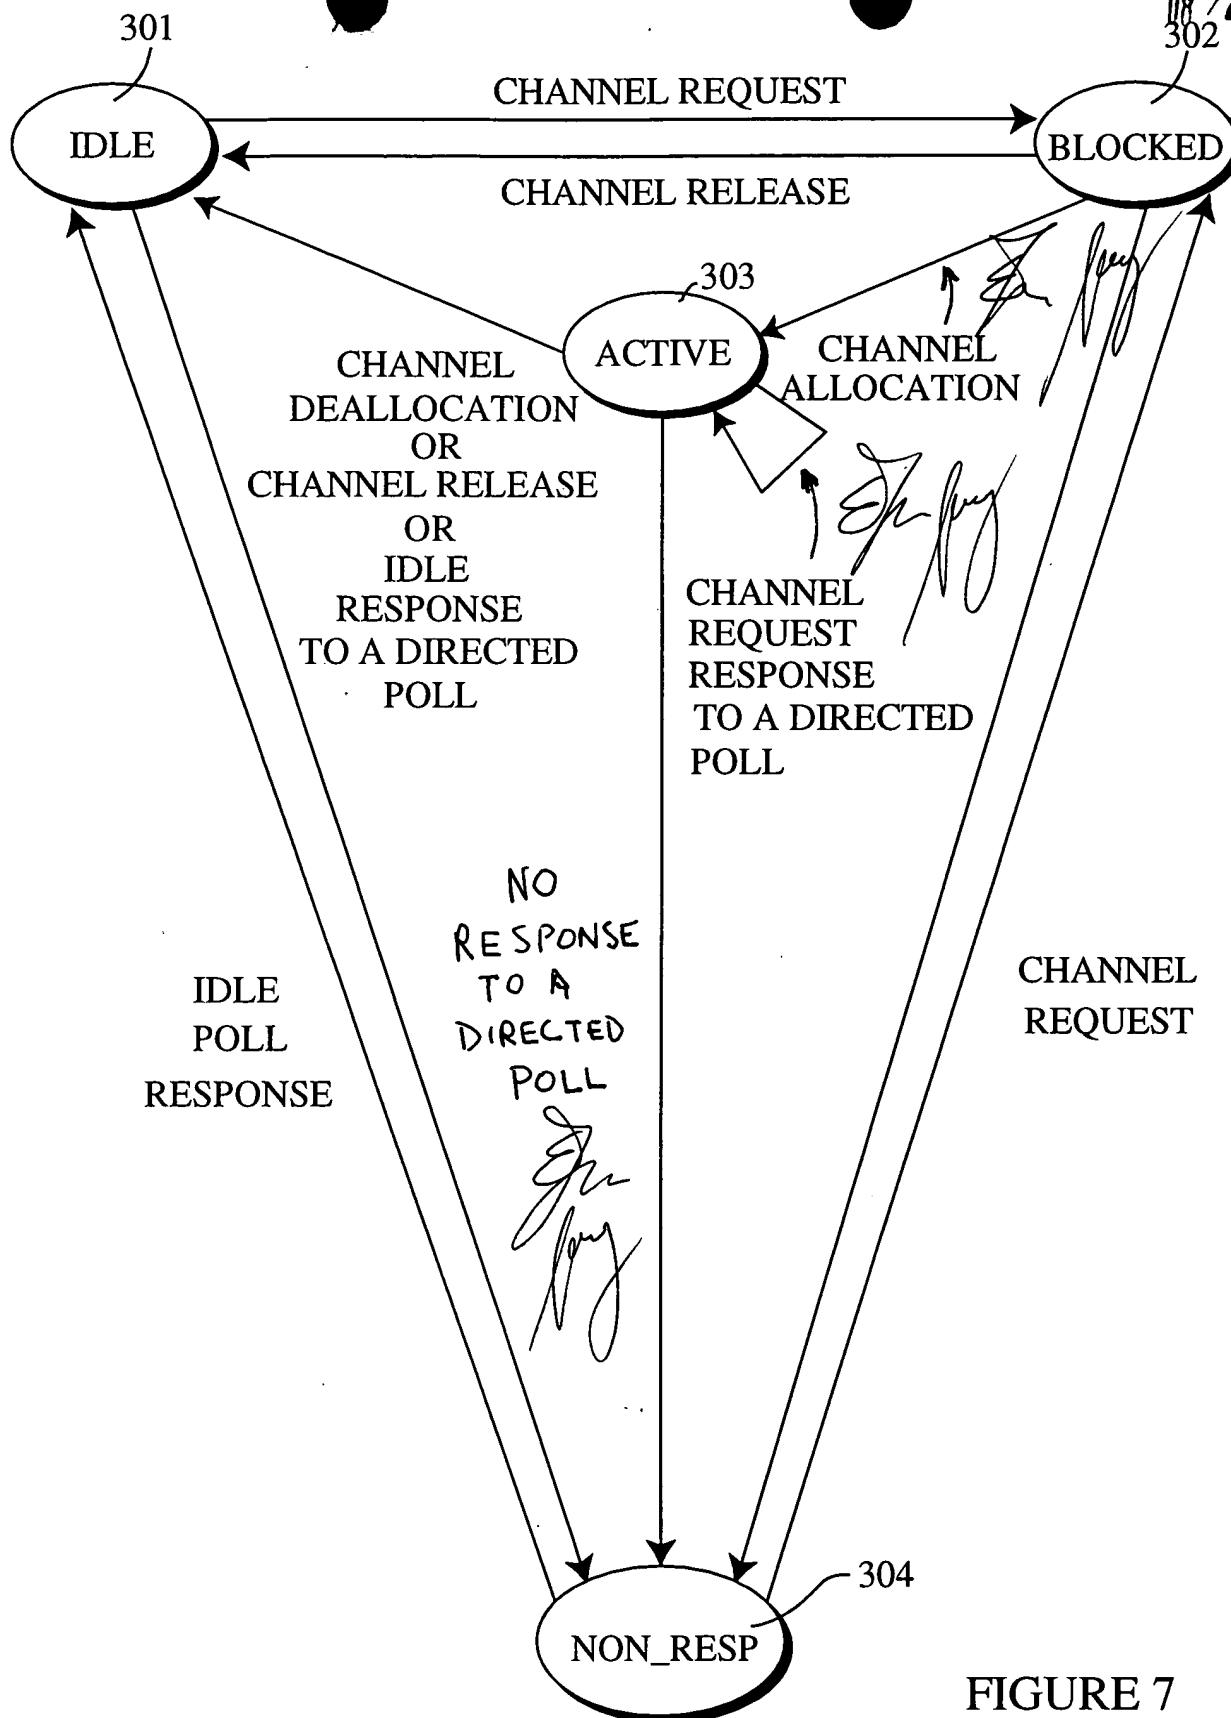 301
302
CHANNEL REQUEST
IDLE
BLOCKED
CHANNEL RELEASE
303
ACTIVE
CHANNEL
ALLOCATION
CHANNEL
DEALLOCATION
OR
CHANNEL RELEASE
OR
IDLE
RESPONSE
TO A DIRECTED
POLL
CHANNEL
REQUEST
RESPONSE
TO A DIRECTED
POLL
NO
RESPONSE
TO A
DIRECTED
POLL
IDLE
POLL
RESPONSE
CHANNEL
REQUEST
304
NON_RESP
FIGURE 7